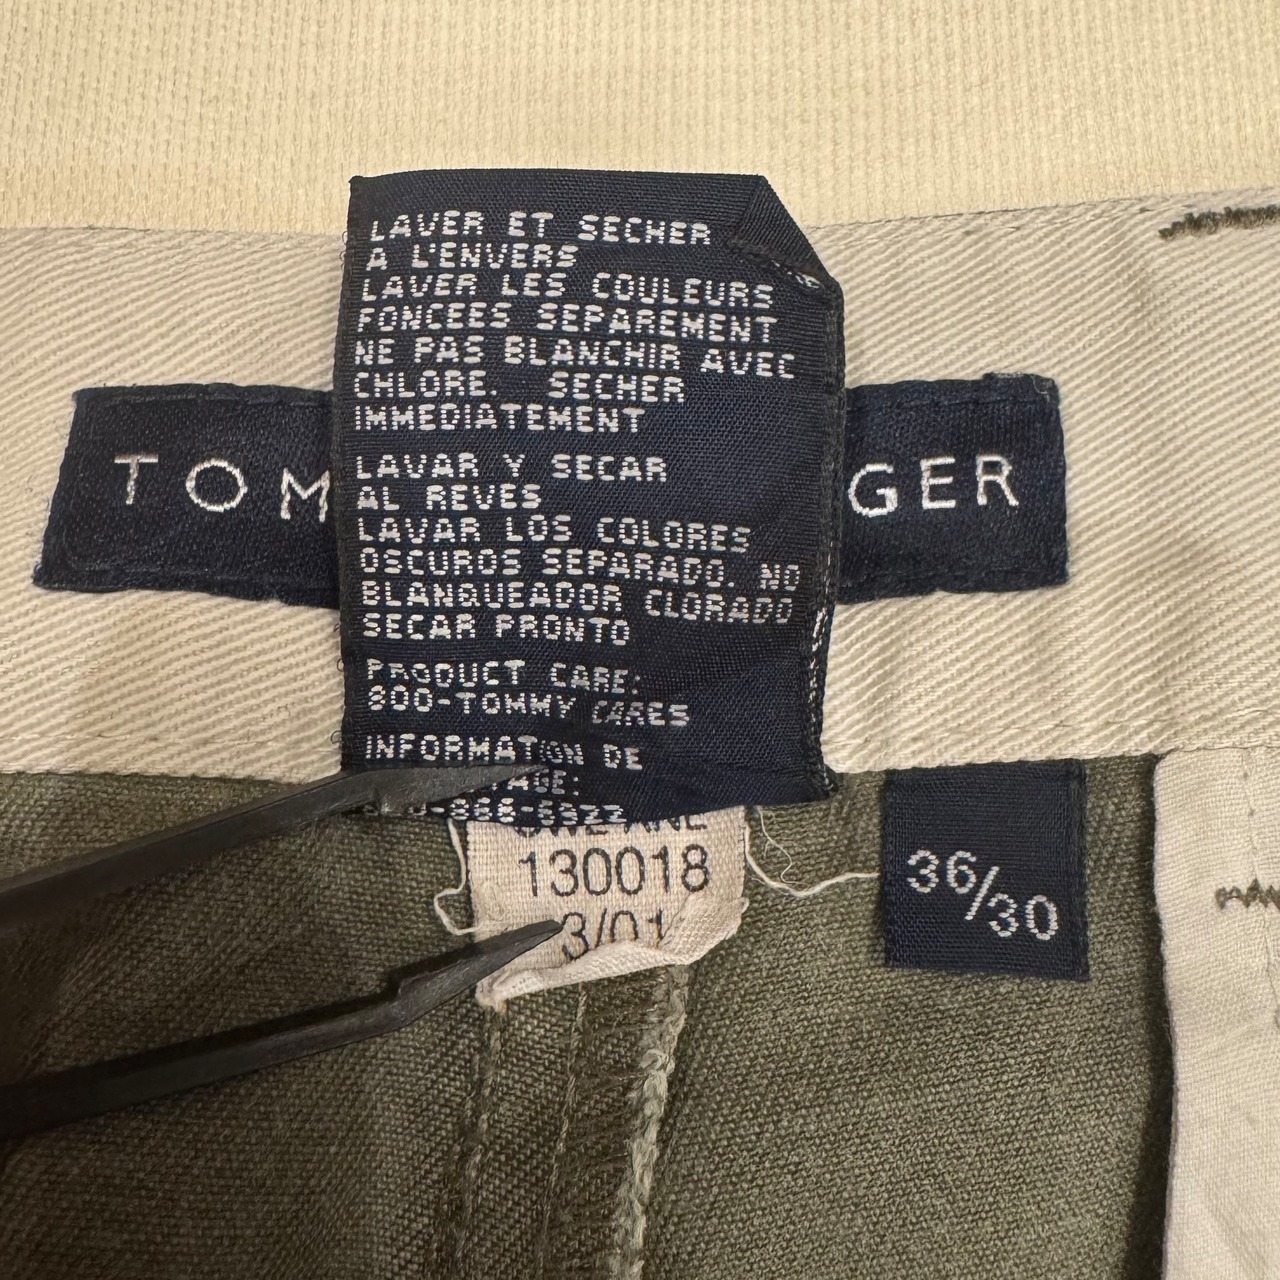 LAVER ET SECHER
A L'ENVERS
LAVER LES COULEURS
FONCEES SEPAREMENT
NE PAS BLANCHIR AVEC
CHLORE. SECHER
IMMEDIATEMENT
LAVAR Y SECAR
AL REVES
LAVAR LOS COLORES
OSCUROS SEPARADO. NO
BLANQUEADOR CLORADO
SECAR PRONTO
PRODUCT CARE:
800-TOMMY CARES
INFORMATION DE
TOM
GER
130018
3/01
36/30